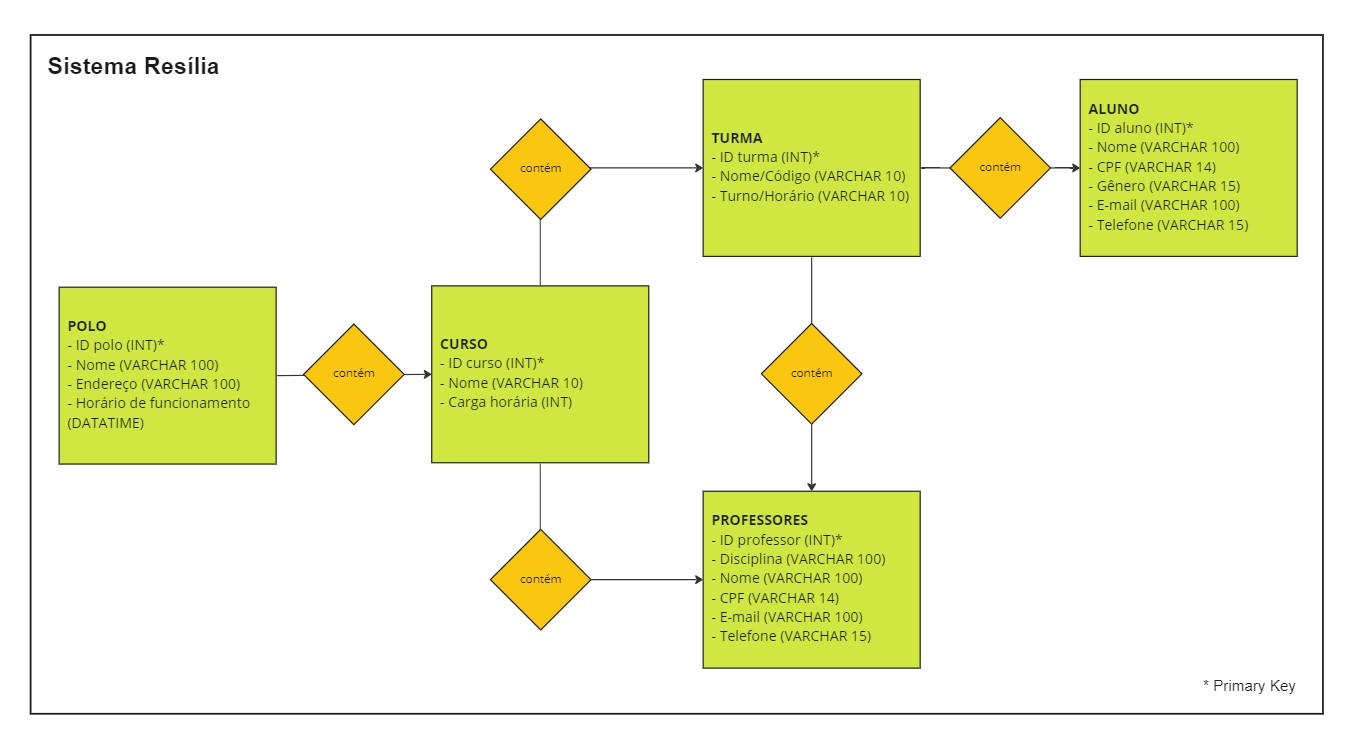 Sistema Resília
POLO
- ID polo (INT)*
- Nome (VARCHAR 100)
- Endereço (VARCHAR 100)
- Horário de funcionamento
(DATATIME)
contém
CURSO
- ID curso (INT)*
- Nome (VARCHAR 10)
- Carga horária (INT)
contém
TURMA
- ID turma (INT)*
- Nome/Código (VARCHAR 10)
- Turno/Horário (VARCHAR 10)
contém
ALUNO
- ID aluno (INT)*
- Nome (VARCHAR 100)
- CPF (VARCHAR 14)
- Gênero (VARCHAR 15)
- E-mail (VARCHAR 100)
- Telefone (VARCHAR 15)
contém
contém
PROFESSORES
- ID professor (INT)*
- Disciplina (VARCHAR 100)
- Nome (VARCHAR 100)
- CPF (VARCHAR 14)
- E-mail (VARCHAR 100)
- Telefone (VARCHAR 15)
* Primary Key